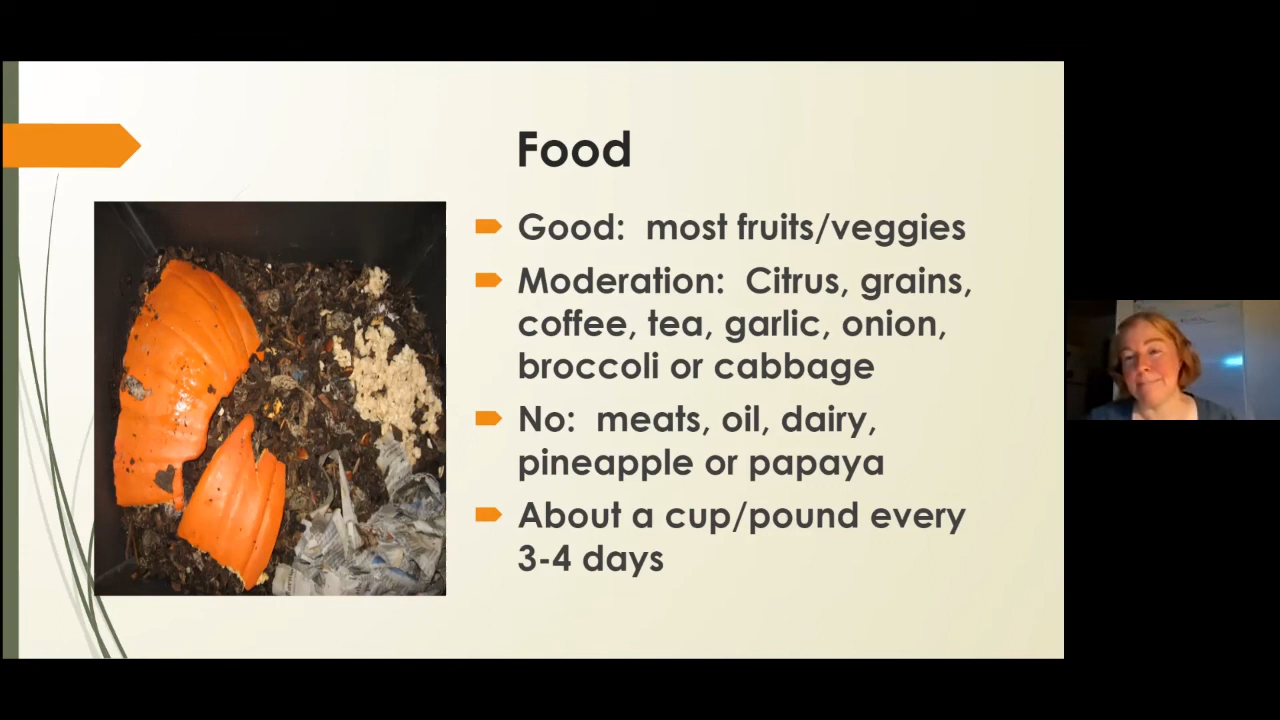 Food
Good:  most fruits/veggies
Moderation:  Citrus, grains,
coffee, tea, garlic, onion,
broccoli or cabbage
No:  meats, oil, dairy,
pineapple or papaya
About a cup/pound every
3-4 days